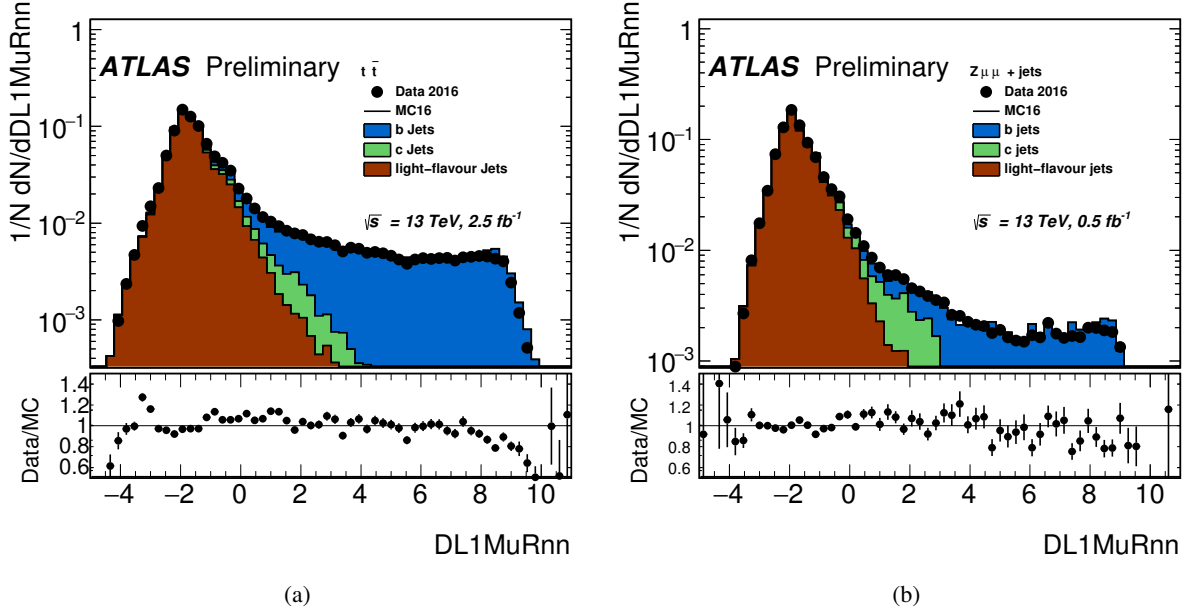 1/N dN/dDL1MuRnn
1
10⁻¹
10⁻²
10⁻³
ATLAS Preliminary
t t̄
Data 2016
MC16
b Jets
c Jets
light−flavour Jets
√s = 13 TeV, 2.5 fb⁻¹
Data/MC
1.4
1.2
1
0.8
0.6
−4 −2 0 2 4 6 8 10
DL1MuRnn
(a)
1/N dN/dDL1MuRnn
1
10⁻¹
10⁻²
10⁻³
ATLAS Preliminary
Z μ μ + jets
Data 2016
MC16
b jets
c jets
light−flavour jets
√s = 13 TeV, 0.5 fb⁻¹
Data/MC
1.4
1.2
1
0.8
0.6
−4 −2 0 2 4 6 8 10
DL1MuRnn
(b)